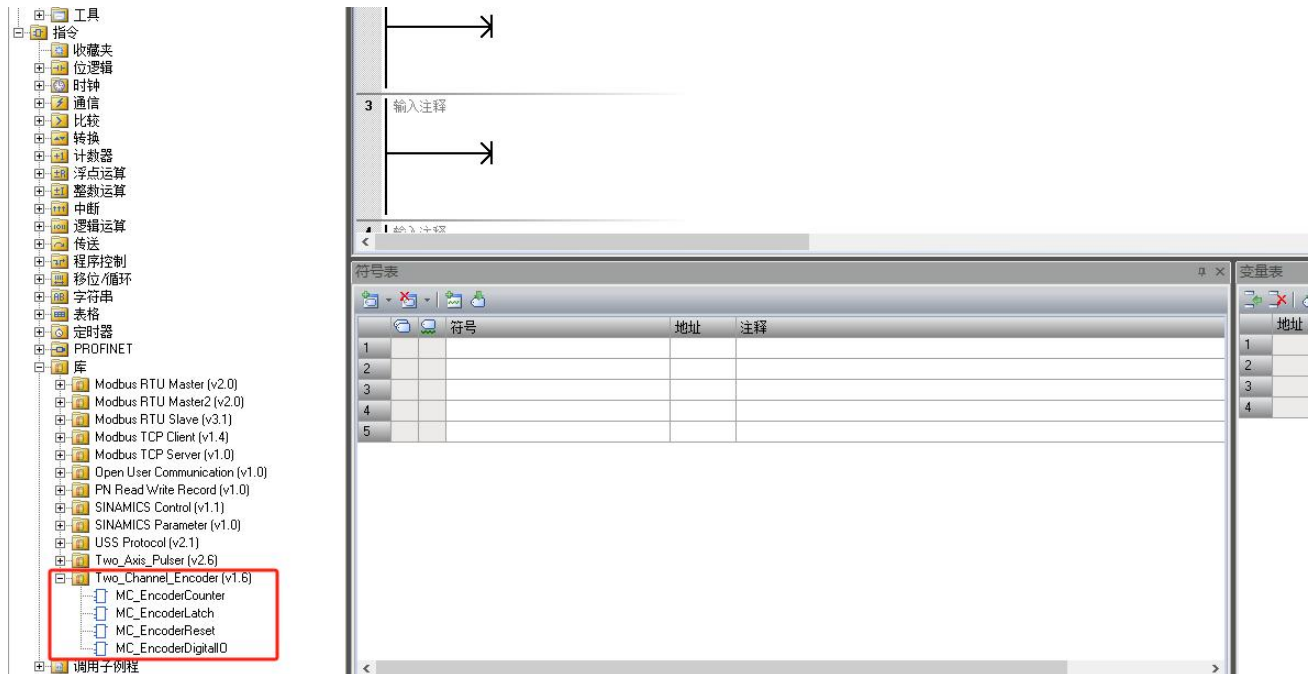 工具
指令
收藏夹
位逻辑
时钟
通信
比较
转换
计数器
浮点运算
整数运算
中断
逻辑运算
传送
程序控制
移位/循环
字符串
表格
定时器
PROFINET
库
Modbus RTU Master (v2.0)
Modbus RTU Master2 (v2.0)
Modbus RTU Slave (v3.1)
Modbus TCP Client (v1.4)
Modbus TCP Server (v1.0)
Open User Communication (v1.0)
PN Read Write Record (v1.0)
SINAMICS Control (v1.1)
SINAMICS Parameter (v1.0)
USS Protocol (v2.1)
Two_Axis_Pulser (v2.6)
Two_Channel_Encoder (v1.6)
MC_EncoderCounter
MC_EncoderLatch
MC_EncoderReset
MC_EncoderDigitalIO
调用子例程
3 输入注释
4 输入注释
符号表
符号 地址 注释
1
2
3
4
5
变量表
地址
1
2
3
4